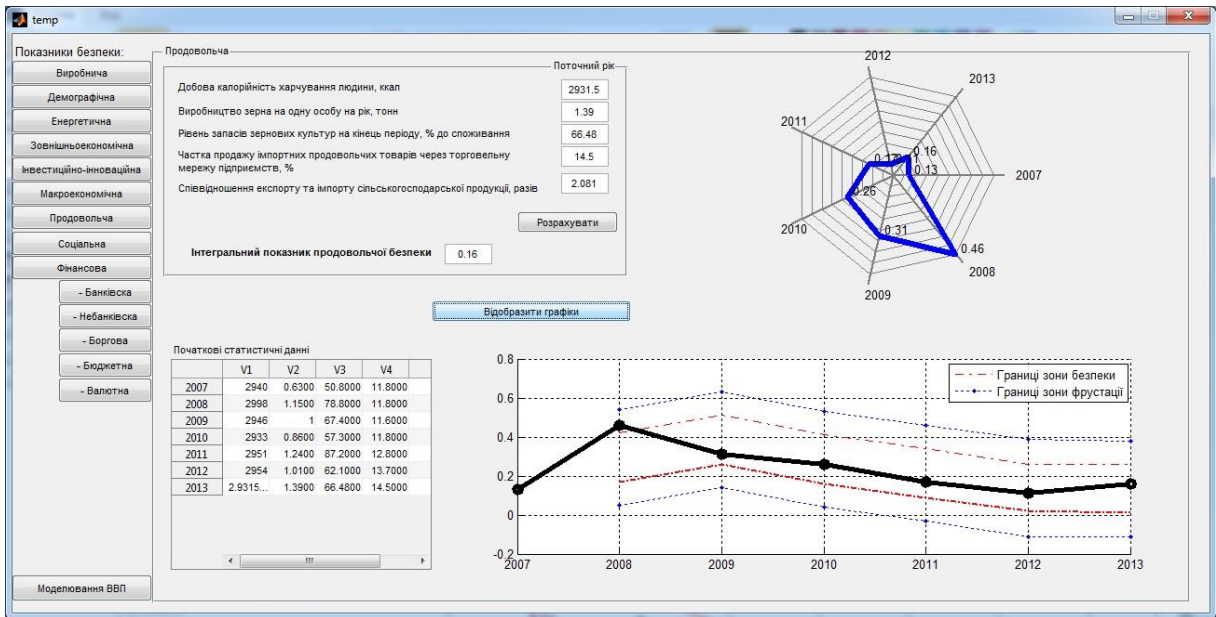 temp
Показники безпеки:
Виробнича
Демографічна
Енергетична
Зовнішньоекономічна
Інвестиційно-інноваційна
Макроекономічна
Продовольча
Соціальна
Фінансова
- Банківска
- Небанківска
- Боргова
- Бюджетна
- Валютна
Моделювання ВВП
Продовольча
Поточний рік
Добова калорійність харчування людини, ккал 2931.5
Виробництво зерна на одну особу на рік, тонн 1.39
Рівень запасів зернових культур на кінець періоду, % до споживання 66.48
Частка продажу імпортних продовольчих товарів через торговельну
мережу підприємств, % 14.5
Співвідношення експорту та імпорту сільськогосподарської продукції, разів 2.081
Розрахувати
Інтегральний показник продовольчої безпеки 0.16
2012
2013
2011
0.16
0.13
2007
0.26
2010
0.31
0.46
2008
2009
Відобразити графіки
Початкові статистичні данні
V1 V2 V3 V4
2007 2940 0.6300 50.8000 11.8000
2008 2998 1.1500 78.8000 11.8000
2009 2946 1 67.4000 11.6000
2010 2933 0.8600 57.3000 11.8000
2011 2951 1.2400 87.2000 12.8000
2012 2954 1.0100 62.1000 13.7000
2013 2.9315... 1.3900 66.4800 14.5000
0.8
0.6
0.4
0.2
0
-0.2
Границі зони безпеки
Границі зони фрустації
2007 2008 2009 2010 2011 2012 2013